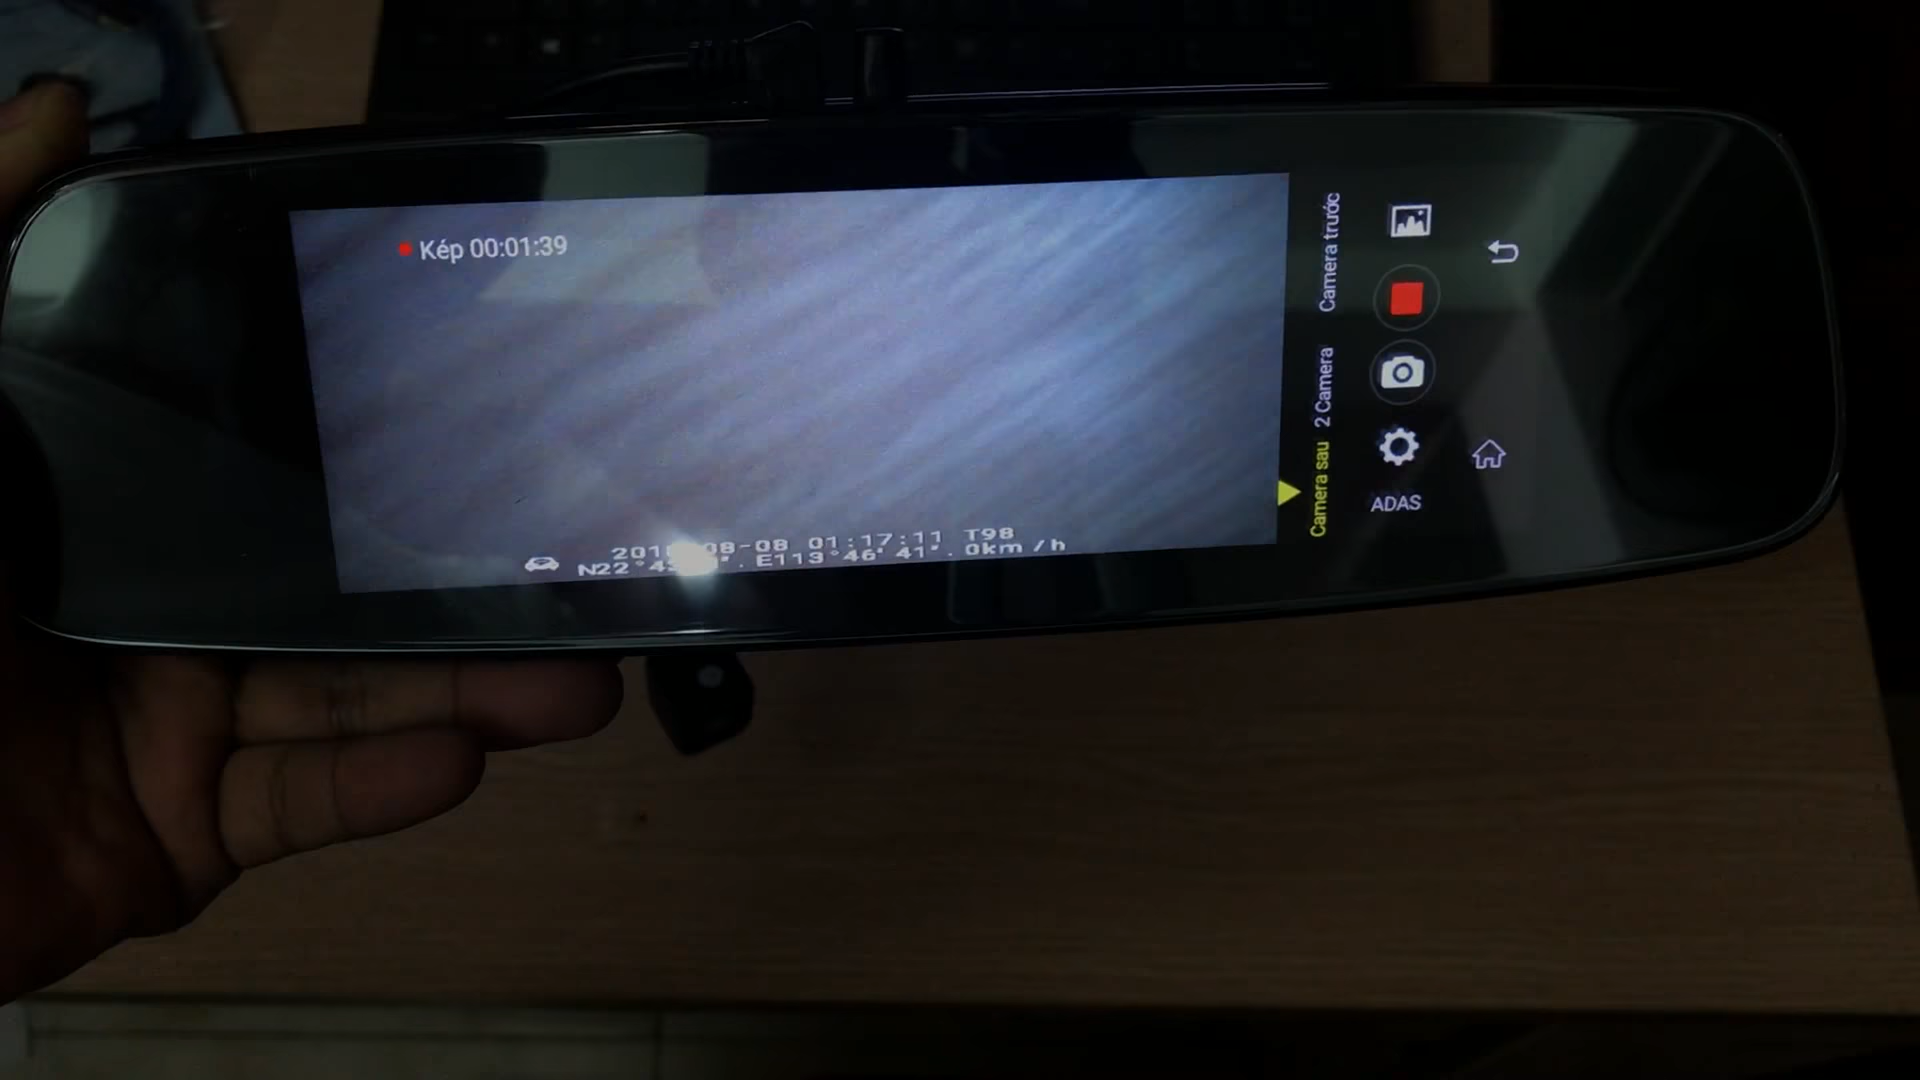 Kép 00:01:39
Camera trước
2 Camera
Camera sau
ADAS
08-08 01:17:11 T98
E113°46' 41". 0km/h